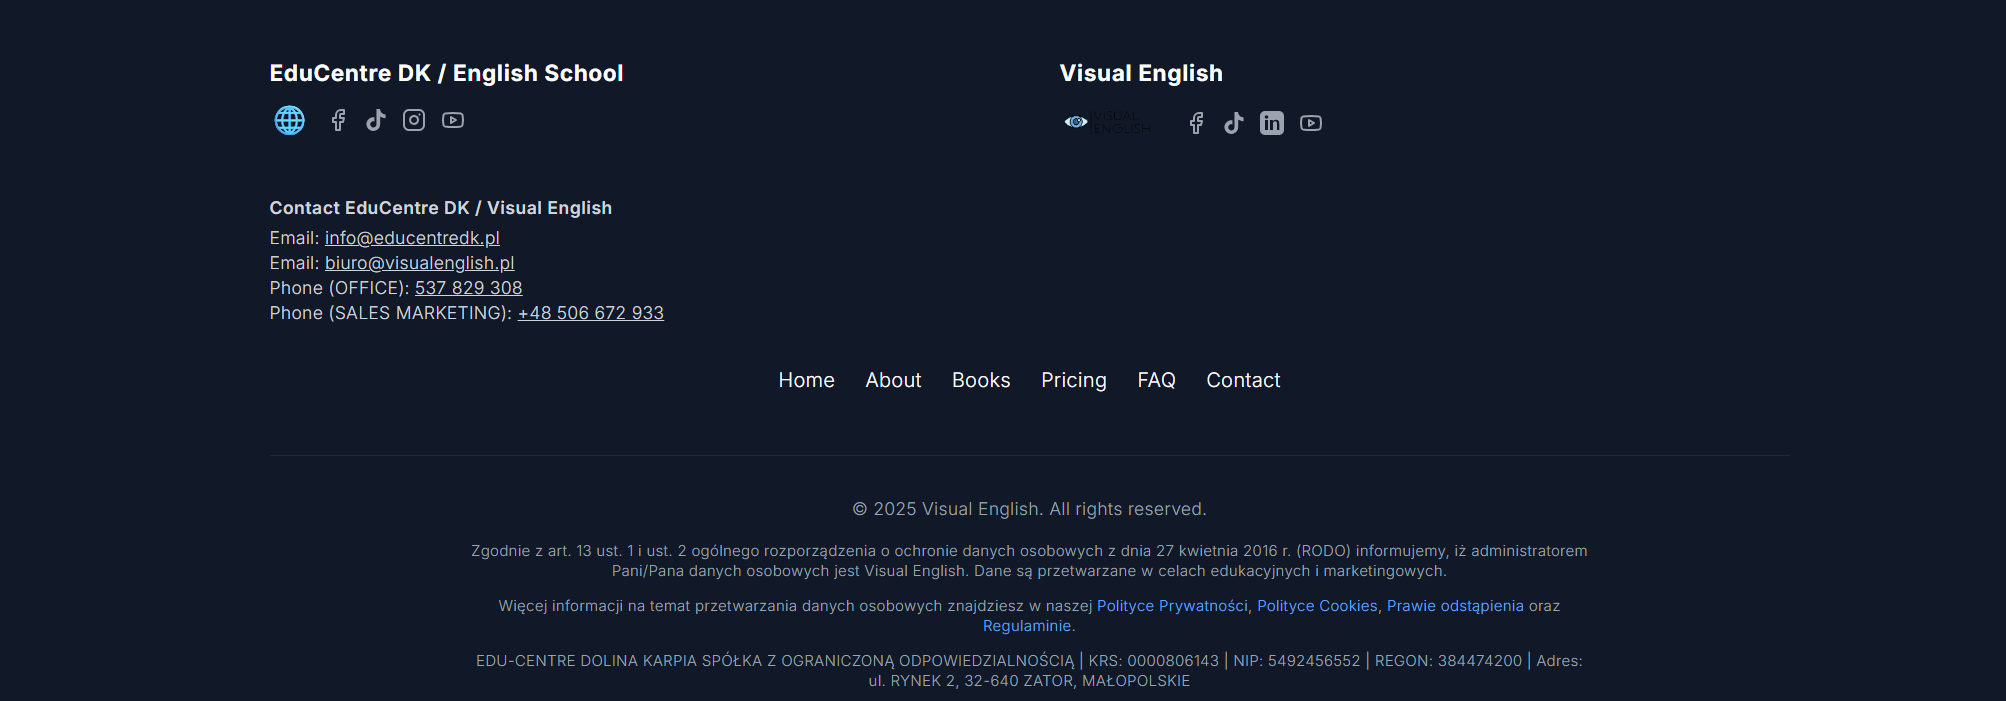 EduCentre DK / English School
Visual English
VISUAL
ENGLISH
Contact EduCentre DK / Visual English
Email: info@educentredk.pl
Email: biuro@visualenglish.pl
Phone (OFFICE): 537 829 308
Phone (SALES MARKETING): +48 506 672 933
Home About Books Pricing FAQ Contact
© 2025 Visual English. All rights reserved.
Zgodnie z art. 13 ust. 1 i ust. 2 ogólnego rozporządzenia o ochronie danych osobowych z dnia 27 kwietnia 2016 r. (RODO) informujemy, iż administratorem
Pani/Pana danych osobowych jest Visual English. Dane są przetwarzane w celach edukacyjnych i marketingowych.
Więcej informacji na temat przetwarzania danych osobowych znajdziesz w naszej Polityce Prywatności, Polityce Cookies, Prawie odstąpienia oraz
Regulaminie.
EDU-CENTRE DOLINA KARPIA SPÓŁKA Z OGRANICZONĄ ODPOWIEDZIALNOŚCIĄ | KRS: 0000806143 | NIP: 5492456552 | REGON: 384474200 | Adres:
ul. RYNEK 2, 32-640 ZATOR, MAŁOPOLSKIE